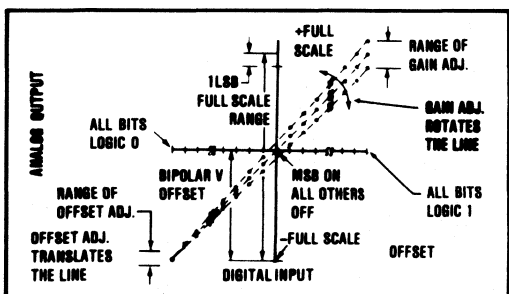 +FULL
SCALE
RANGE OF
GAIN ADJ.
1LSB
FULL SCALE
RANGE
GAIN ADJ.
ROTATES
THE LINE
ANALOG OUTPUT
ALL BITS
LOGIC 0
BIPOLAR V
OFFSET
MSB ON
ALL OTHERS
OFF
ALL BITS
LOGIC 1
RANGE OF
OFFSET ADJ.
OFFSET ADJ.
TRANSLATES
THE LINE
-FULL SCALE
OFFSET
DIGITAL INPUT